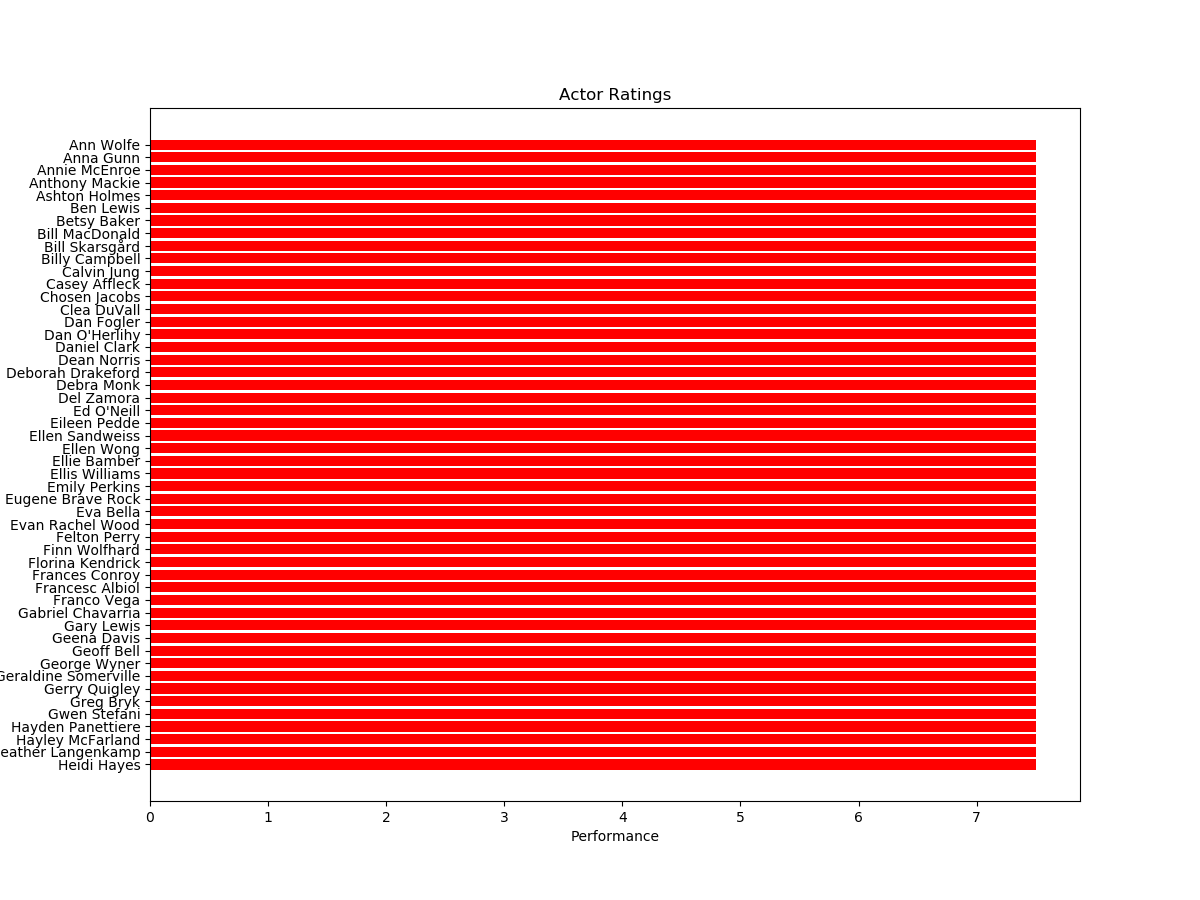 Actor Ratings
Ann Wolfe
Anna Gunn
Annie McEnroe
Anthony Mackie
Ashton Holmes
Ben Lewis
Betsy Baker
Bill MacDonald
Bill Skarsgård
Billy Campbell
Calvin Jung
Casey Affleck
Chosen Jacobs
Clea DuVall
Dan Fogler
Dan O'Herlihy
Daniel Clark
Dean Norris
Deborah Drakeford
Debra Monk
Del Zamora
Ed O'Neill
Eileen Pedde
Ellen Sandweiss
Ellen Wong
Ellie Bamber
Ellis Williams
Emily Perkins
Eugene Brave Rock
Eva Bella
Evan Rachel Wood
Felton Perry
Finn Wolfhard
Florina Kendrick
Frances Conroy
Francesc Albiol
Franco Vega
Gabriel Chavarria
Gary Lewis
Geena Davis
Geoff Bell
George Wyner
Geraldine Somerville
Gerry Quigley
Greg Bryk
Gwen Stefani
Hayden Panettiere
Hayley McFarland
eather Langenkamp
Heidi Hayes
0 1 2 3 4 5 6 7
Performance